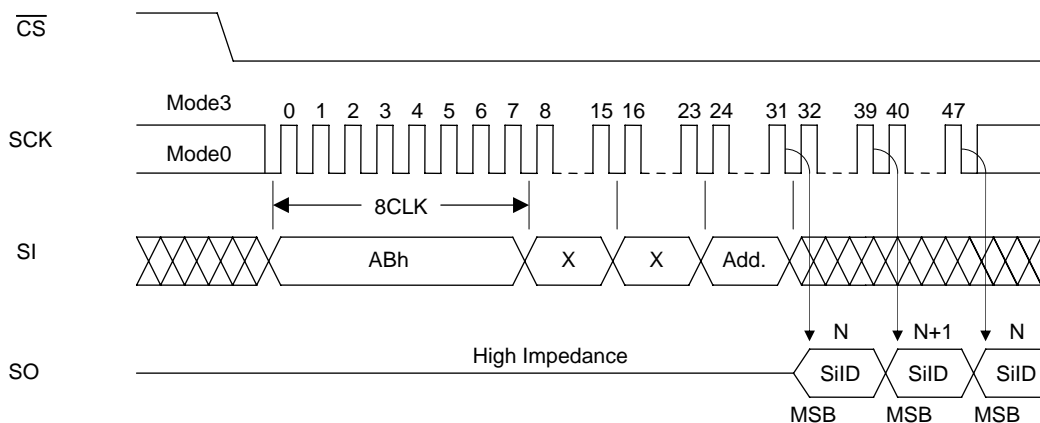 CS
Mode3
SCK
Mode0
0 1 2 3 4 5 6 7 8 15 16 23 24 31 32 39 40 47
8CLK
SI
ABh X X Add.
N N+1 N
High Impedance
SO
SiID SiID SiID
MSB MSB MSB